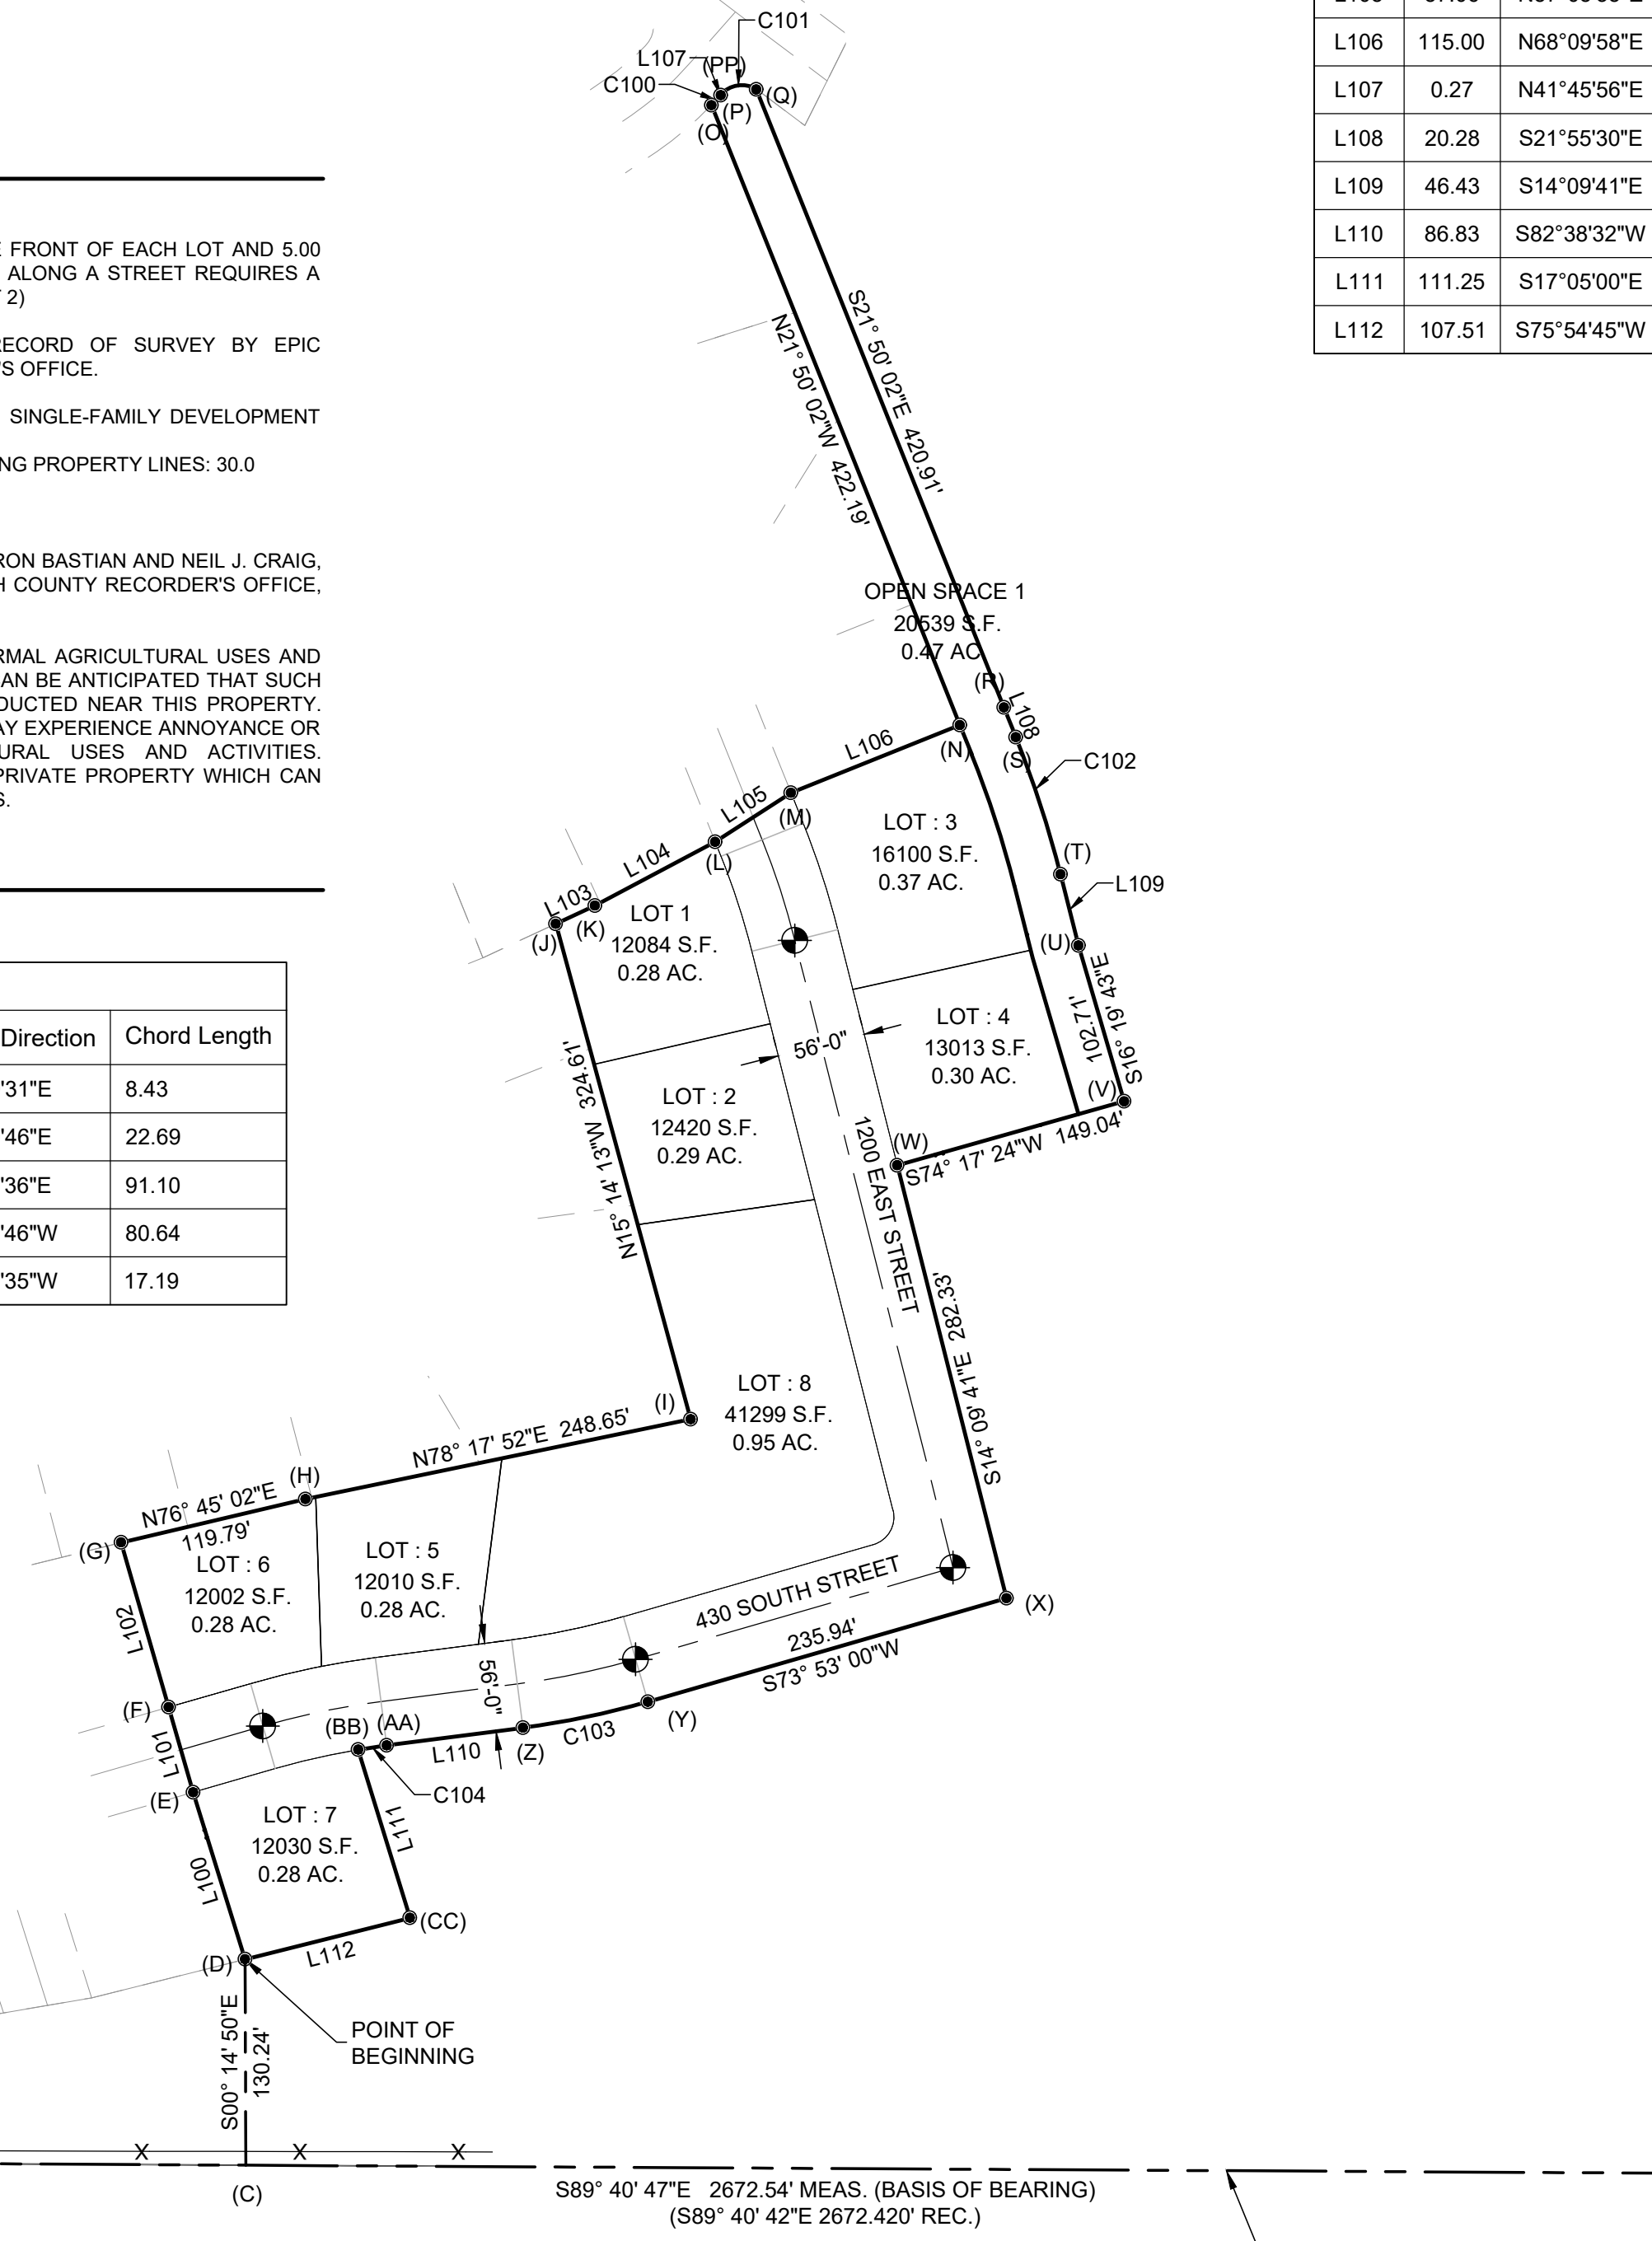 C101
L107
(PP)
C100
(Q)
(P)
(O)
L106 115.00 N68°09'58"E
L107 0.27 N41°45'56"E
L108 20.28 S21°55'30"E
L109 46.43 S14°09'41"E
L110 86.83 S82°38'32"W
L111 111.25 S17°05'00"E
L112 107.51 S75°54'45"W
FRONT OF EACH LOT AND 5.00
ALONG A STREET REQUIRES A
2)
RECORD OF SURVEY BY EPIC
'S OFFICE.
SINGLE-FAMILY DEVELOPMENT
NG PROPERTY LINES: 30.0
RON BASTIAN AND NEIL J. CRAIG,
H COUNTY RECORDER'S OFFICE,
RMAL AGRICULTURAL USES AND
AN BE ANTICIPATED THAT SUCH
DUCTED NEAR THIS PROPERTY.
AY EXPERIENCE ANNOYANCE OR
URAL USES AND ACTIVITIES.
PRIVATE PROPERTY WHICH CAN
S.
Direction Chord Length
'31"E 8.43
'46"E 22.69
'36"E 91.10
'46"W 80.64
'35"W 17.19
N21° 50' 02"W 422.19'
S21° 50' 02"E 420.91'
OPEN SPACE 1
20539 S.F.
0.47 AC
(R)
L108
(S)
C102
(N)
L106
L105
(M)
(L)
L104
L103
(K)
(J)
(T)
L109
(U)
LOT : 3
16100 S.F.
0.37 AC.
LOT 1
12084 S.F.
0.28 AC.
S16° 19' 43"E
102.71'
(V)
LOT : 4
13013 S.F.
0.30 AC.
56'-0"
LOT : 2
12420 S.F.
0.29 AC.
N15° 14' 13"W 324.61'
(W)
S74° 17' 24"W 149.04'
1200 EAST STREET
S14° 09' 41"E 282.33'
LOT : 8
41299 S.F.
0.95 AC.
(I)
N78° 17' 52"E 248.65'
(H)
N76° 45' 02"E
119.79'
(G)
LOT : 6
12002 S.F.
0.28 AC.
LOT : 5
12010 S.F.
0.28 AC.
L102
430 SOUTH STREET
(X)
235.94'
S73° 53' 00"W
56'-0"
(F)
(Y)
C103
(Z)
L110
(AA)
(BB)
C104
L101
(E)
LOT : 7
12030 S.F.
0.28 AC.
L111
L100
(CC)
L112
(D)
POINT OF
BEGINNING
S00° 14' 50"E
130.24'
X X X
(C)
S89° 40' 47"E 2672.54' MEAS. (BASIS OF BEARING)
(S89° 40' 42"E 2672.420' REC.)